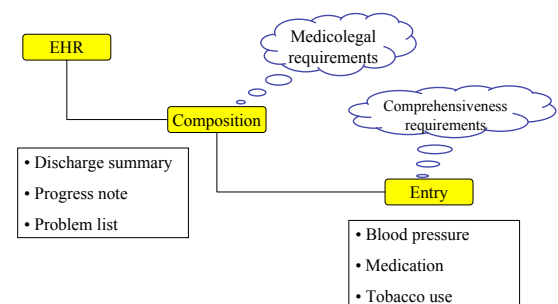 EHR
Medicolegal
requirements
Composition
Comprehensiveness
requirements
• Discharge summary
• Progress note
• Problem list
Entry
• Blood pressure
• Medication
• Tobacco use